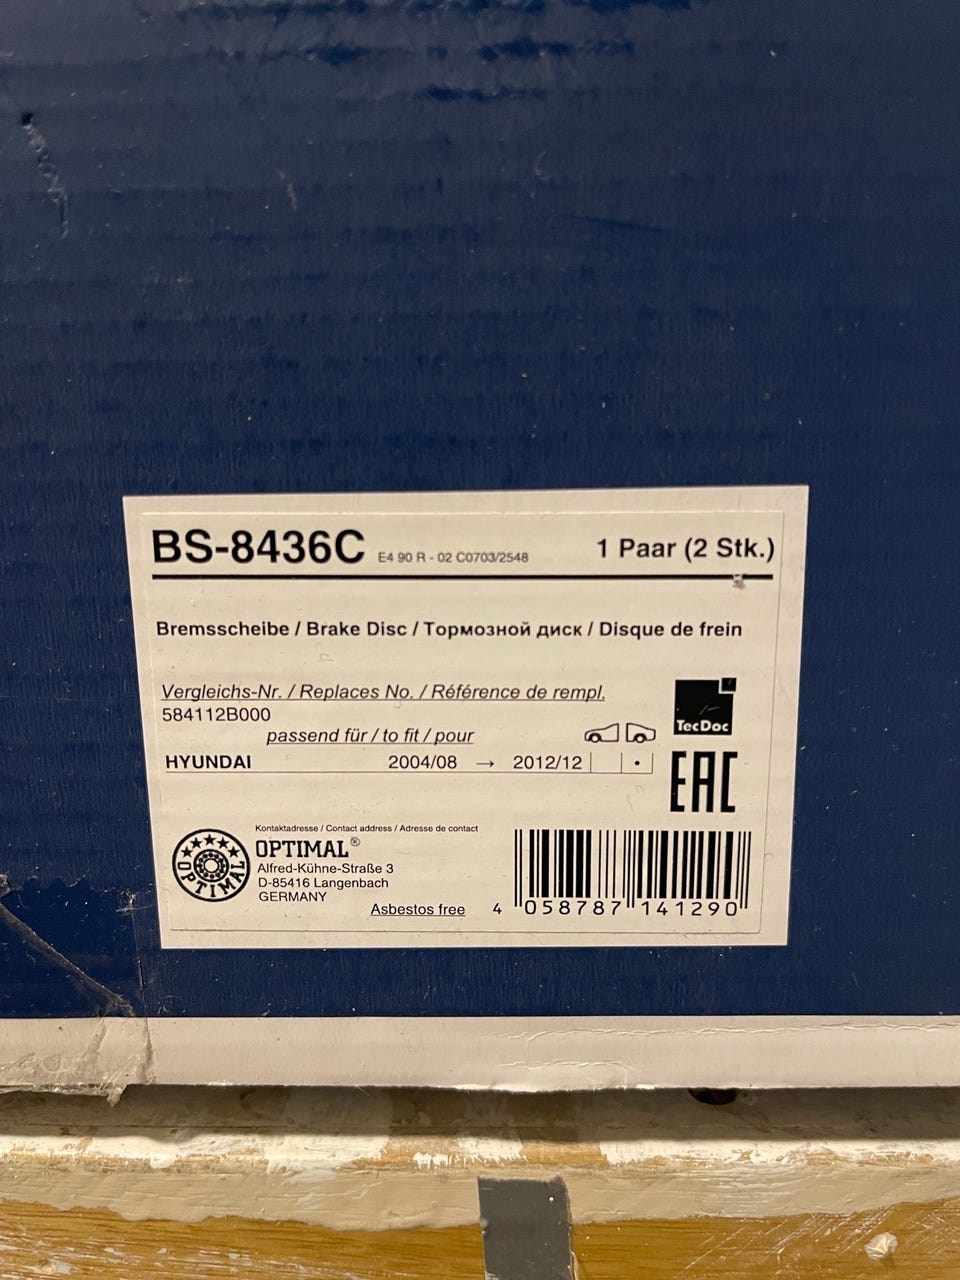 BS-8436C E4 90 R - 02 C0703/2548 1 Paar (2 Stk.)
Bremsscheibe / Brake Disc / Тормозной диск / Disque de frein
Vergleichs-Nr. / Replaces No. / Référence de rempl.
584112B000
TecDoc
passend für / to fit / pour
HYUNDAI 2004/08 → 2012/12
EAC
Kontaktadresse / Contact address / Adresse de contact
OPTIMAL
OPTIMAL®
Alfred-Kühne-Straße 3
D-85416 Langenbach
GERMANY
Asbestos free
4 058787 141290